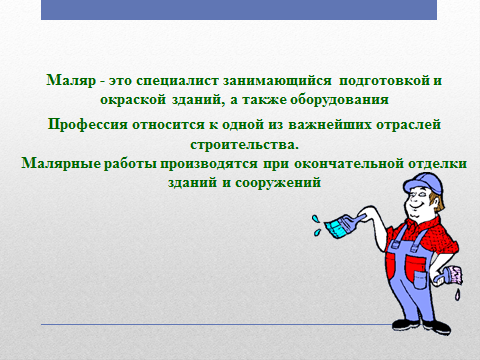 Маляр - это специалист занимающийся подготовкой и
окраской зданий, а также оборудования
Профессия относится к одной из важнейших отраслей
строительства.
Малярные работы производятся при окончательной отделки
зданий и сооружений